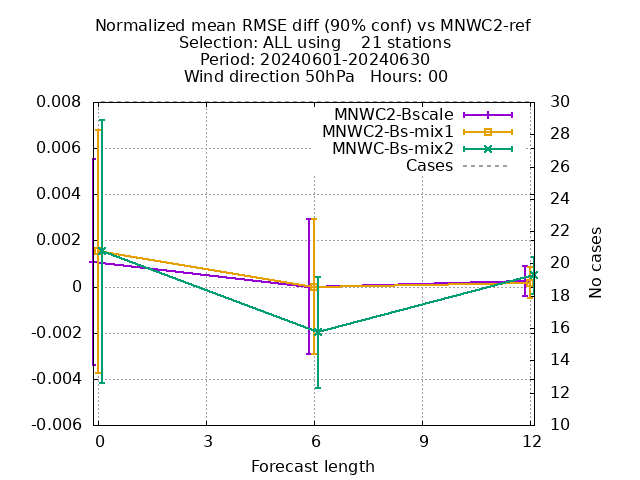 Normalized mean RMSE diff (90% conf) vs MNWC2-ref
Selection: ALL using    21 stations
Period: 20240601-20240630
Wind direction 50hPa   Hours: 00
MNWC2-Bscale
MNWC2-Bs-mix1
MNWC-Bs-mix2
Cases
0.008
0.006
0.004
0.002
0
-0.002
-0.004
-0.006
30
28
26
24
22
20
18
16
14
12
10
No cases
0 3 6 9 12
Forecast length